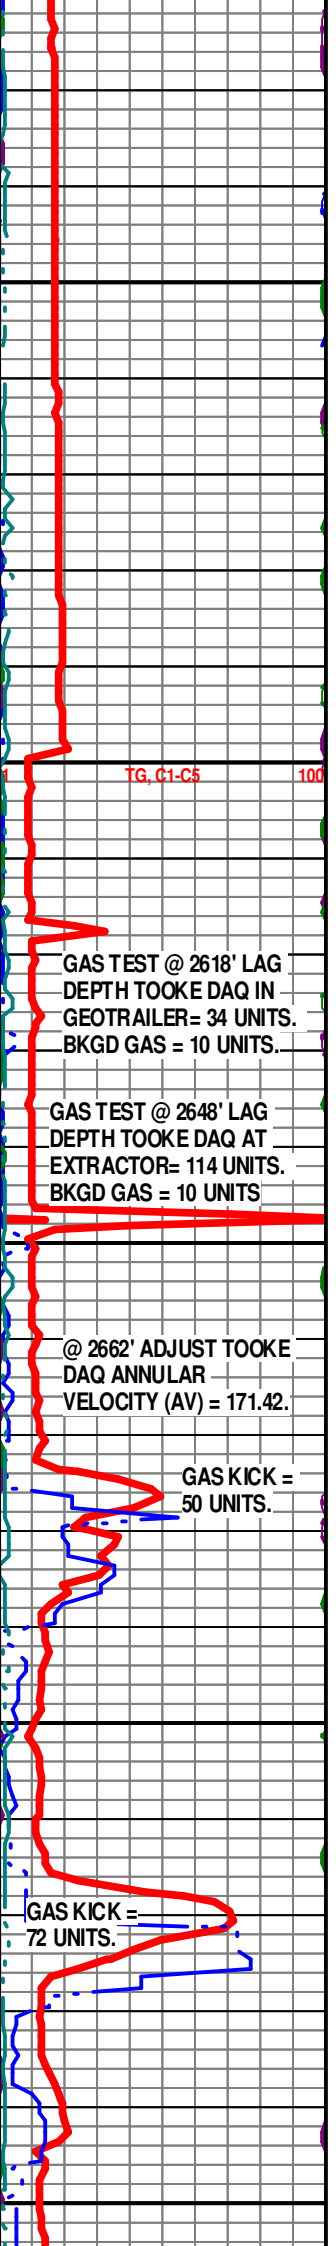 1 TG, C1-C5 100
GAS TEST @ 2618' LAG
DEPTH TOOKE DAQ IN
GEOTRAILER= 34 UNITS.
BKGD GAS = 10 UNITS.
GAS TEST @ 2648' LAG
DEPTH TOOKE DAQ AT
EXTRACTOR= 114 UNITS.
BKGD GAS = 10 UNITS
@ 2662' ADJUST TOOKE
DAQ ANNULAR
VELOCITY (AV) = 171.42.
GAS KICK =
50 UNITS.
GAS KICK =
72 UNITS.